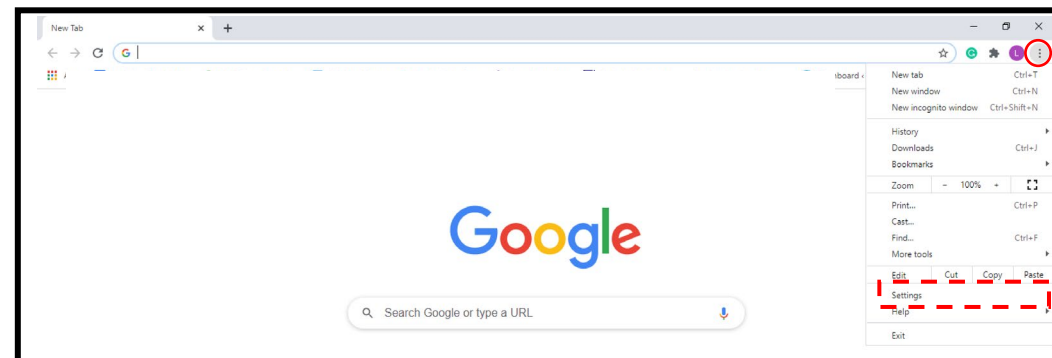 New Tab
G
L
board
New tab Ctrl+T
New window Ctrl+N
New incognito window Ctrl+Shift+N
History
Downloads Ctrl+J
Bookmarks
Zoom - 100% +
Print... Ctrl+P
Cast...
Find... Ctrl+F
More tools
Edit Cut Copy Paste
Settings
Help
Exit
Google
Search Google or type a URL